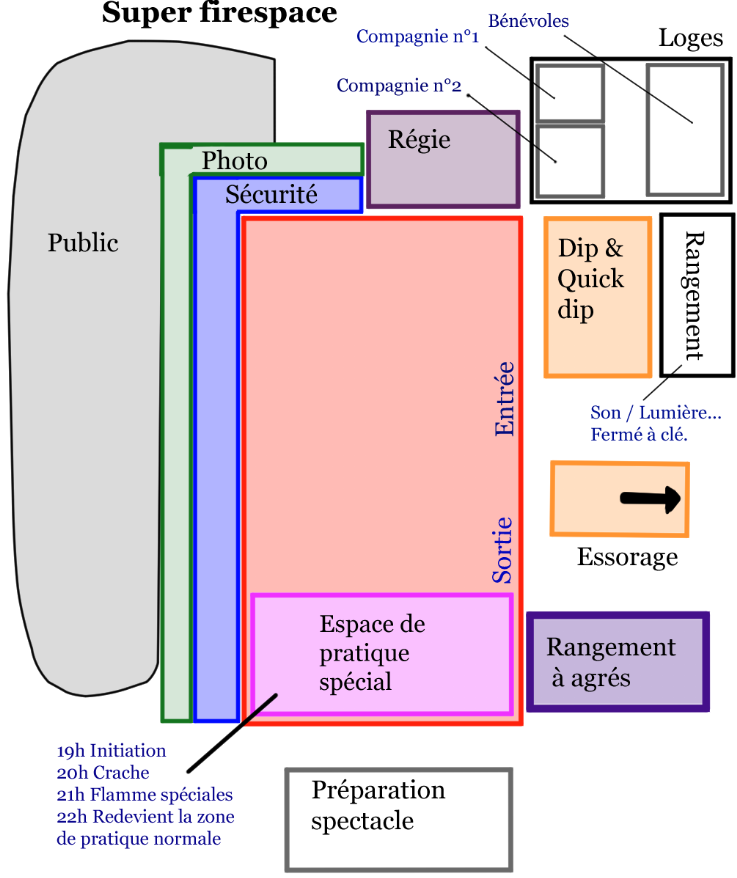 Super firespace
Compagnie n°1
Bénévoles
Loges
Compagnie n°2
Régie
Photo
Sécurité
Public
Dip &
Quick
dip
Rangement
Entrée
Son / Lumière...
Fermé à clé.
Sortie
Essorage
Espace de
pratique
spécial
Rangement
à agrés
19h Initiation
20h Crache
21h Flamme spéciales
22h Redevient la zone
de pratique normale
Préparation
spectacle